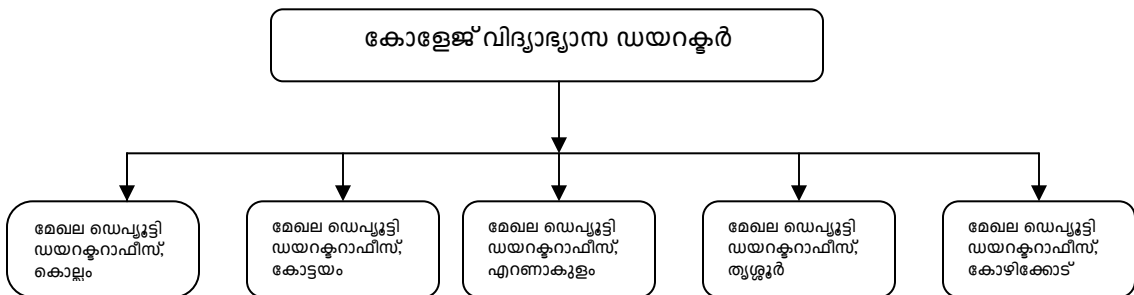 കോളേജ് വിദ്യാഭ്യാസ ഡയറക്ടർ
മേഖല ഡെപ്യൂട്ടി
ഡയറക്ടറാഫീസ്,
കൊല്ലം
മേഖല ഡെപ്യൂട്ടി
ഡയറക്ടറാഫീസ്,
കോട്ടയം
മേഖല ഡെപ്യൂട്ടി
ഡയറക്ടറാഫീസ്,
എറണാകുളം
മേഖല ഡെപ്യൂട്ടി
ഡയറക്ടറാഫീസ്,
തൃശ്ശൂർ
മേഖല ഡെപ്യൂട്ടി
ഡയറക്ടറാഫീസ്,
കോഴിക്കോട്